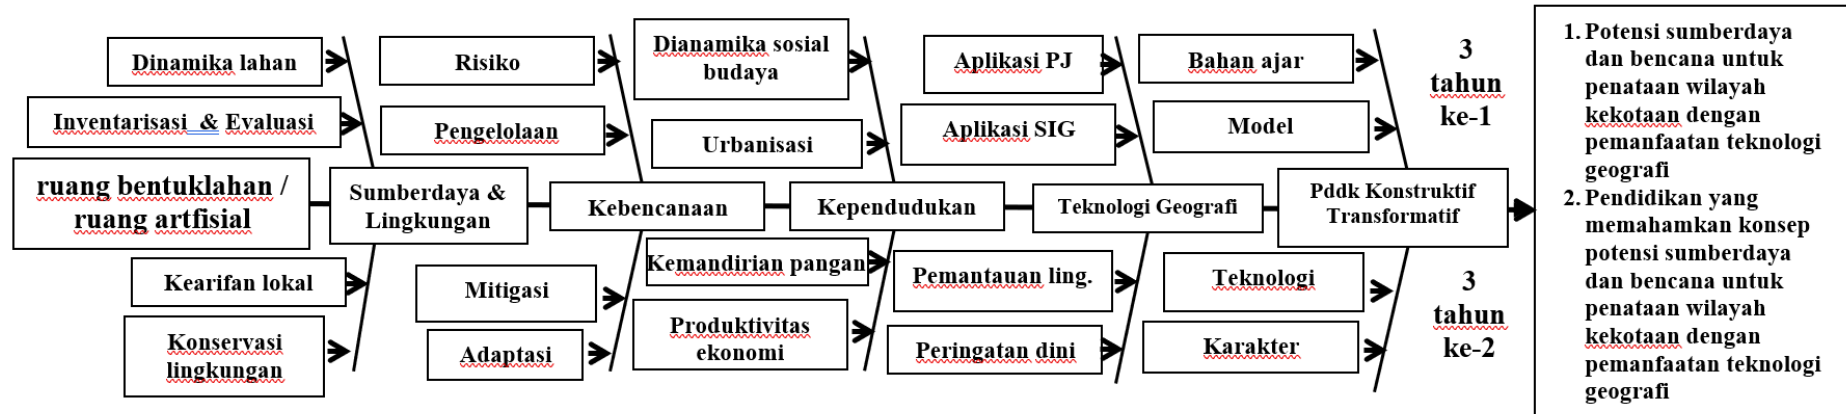 Dinamika lahan
Inventarisasi & Evaluasi
ruang bentuklahan /
ruang artfisial
Kearifan lokal
Konservasi
lingkungan
Sumberdaya &
Lingkungan
Risiko
Pengelolaan
Kebencanaan
Mitigasi
Adaptasi
Dianamika sosial
budaya
Urbanisasi
Kependudukan
Kemandirian pangan
Produktivitas
ekonomi
Aplikasi PJ
Aplikasi SIG
Teknologi Geografi
Pemantauan ling.
Peringatan dini
Bahan ajar
Model
Pddk Konstruktif
Transformatif
Teknologi
Karakter
3
tahun
ke-1
3
tahun
ke-2
1. Potensi sumberdaya
dan bencana untuk
penataan wilayah
kekotaan dengan
pemanfaatan teknologi
geografi
2. Pendidikan yang
memahamkan konsep
potensi sumberdaya
dan bencana untuk
penataan wilayah
kekotaan dengan
pemanfaatan teknologi
geografi